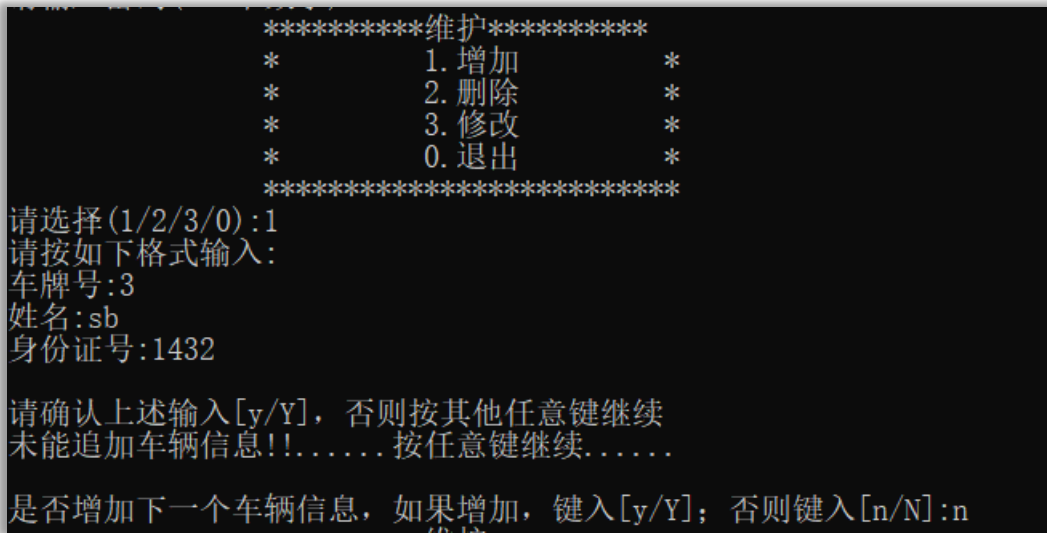 **********维护**********
* 1.增加 *
* 2.删除 *
* 3.修改 *
* 0.退出 *
**************************
请选择(1/2/3/0):1
请按如下格式输入:
车牌号:3
姓名:sb
身份证号:1432
请确认上述输入[y/Y]，否则按其他任意键继续
未能追加车辆信息!!......按任意键继续......
是否增加下一个车辆信息，如果增加，键入[y/Y]；否则键入[n/N]:n